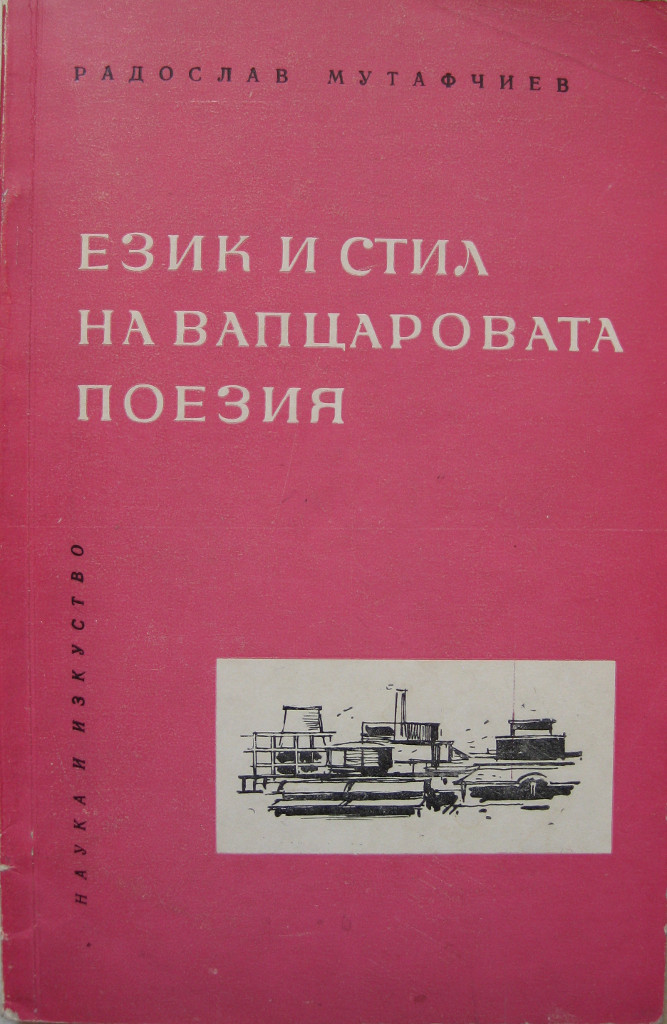 РАДОСЛАВ МУТАФЧИЕВ
ЕЗИК И СТИЛ
НА ВАПЦАРОВАТА
ПОЕЗИЯ
НАУКА И ИЗКУСТВО